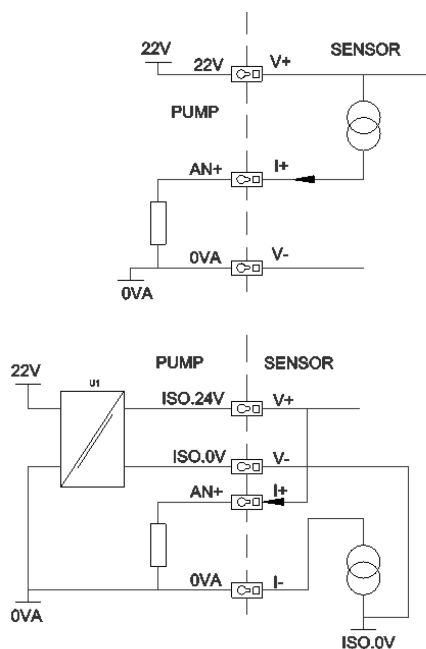 SENSOR
22V
22V
V+
PUMP
AN+
I+
0VA
V-
0VA
PUMP
SENSOR
22V
U1
ISO.24V
V+
ISO.0V
V-
AN+
I+
0VA
I-
0VA
ISO.0V